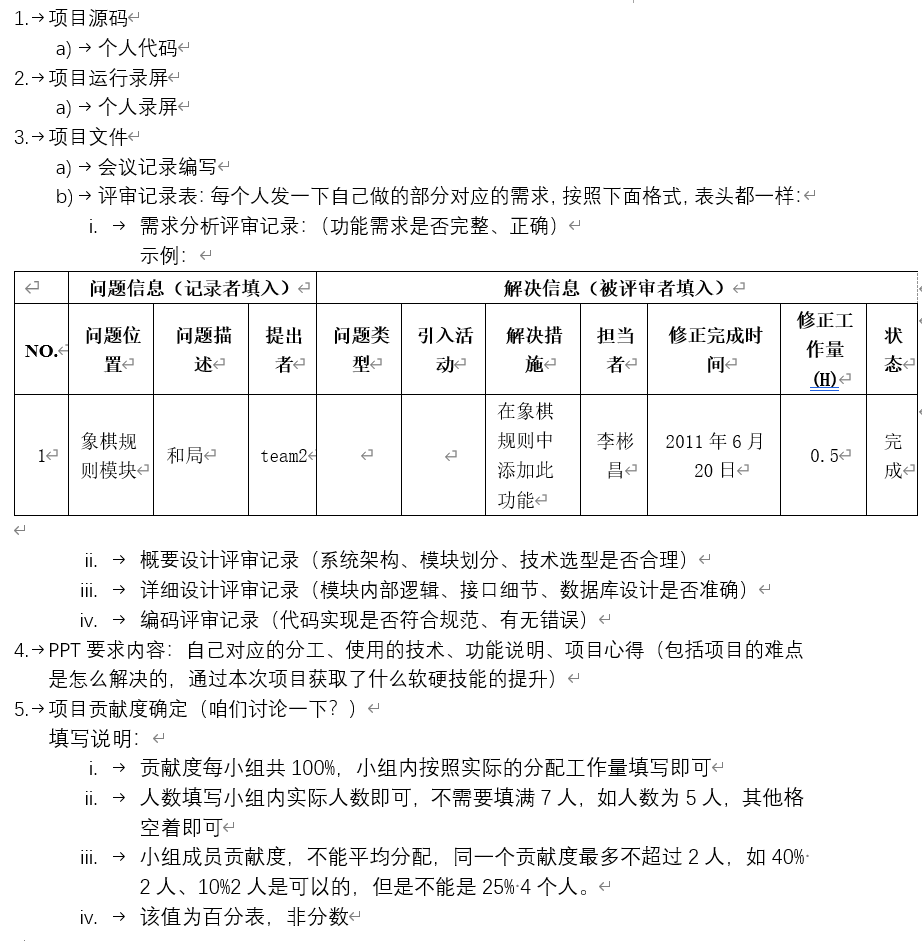 1.→项目源码↵
a)→个人代码↵
2.→项目运行录屏↵
a)→个人录屏↵
3.→项目文件↵
a)→会议记录编写↵
b)→评审记录表：每个人发一下自己做的部分对应的需求，按照下面格式，表头都一样：↵
i. → 需求分析评审记录：（功能需求是否完整、正确）↵
示例：↵
↵ 问题信息（记录者填入）↵ 解决信息（被评审者填入）↵
NO.↵ 问题位置↵ 问题描述↵ 提出者↵ 问题类型↵ 引入活动↵ 解决措施↵ 担当者↵ 修正完成时间↵ 修正工作量(H)↵ 状态↵
1↵ 象棋规则模块↵ 和局↵ team2↵ ↵ ↵ 在象棋规则中添加此功能↵ 李彬昌↵ 2011年6月20日↵ 0.5↵ 完成↵
↵
ii. → 概要设计评审记录（系统架构、模块划分、技术选型是否合理）↵
iii. → 详细设计评审记录（模块内部逻辑、接口细节、数据库设计是否准确）↵
iv. → 编码评审记录（代码实现是否符合规范、有无错误）↵
4.→PPT要求内容：自己对应的分工、使用的技术、功能说明、项目心得（包括项目的难点
是怎么解决的，通过本次项目获取了什么软硬技能的提升）↵
5.→项目贡献度确定（咱们讨论一下？）↵
填写说明：↵
i. → 贡献度每小组共100%，小组内按照实际的分配工作量填写即可↵
ii. → 人数填写小组内实际人数即可，不需要填满7人，如人数为5人，其他格
空着即可↵
iii. → 小组成员贡献度，不能平均分配，同一个贡献度最多不超过2人，如40%·
2人、10%2人是可以的，但是不能是25%·4个人。↵
iv. → 该值为百分表，非分数↵